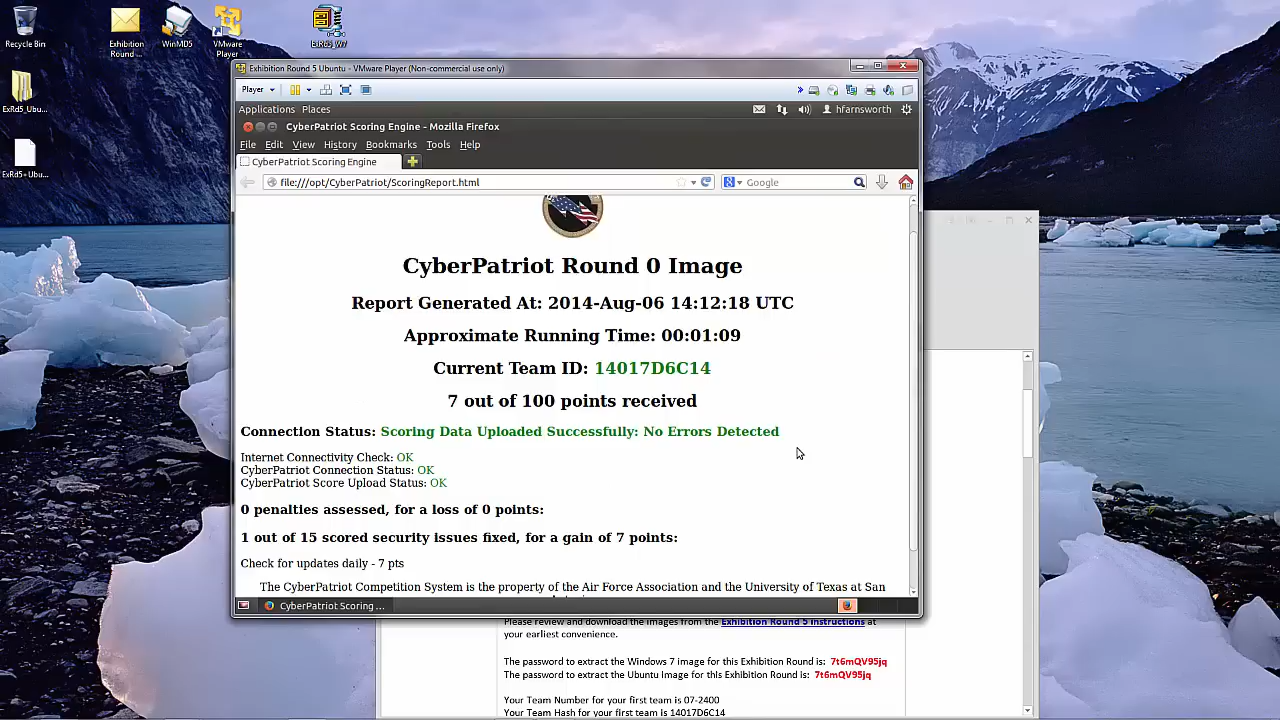 Recycle Bin
Exhibition
Round ...
WinMD5
VMware
Player
ExRd5_W7
ExRd5_Ubu...
ExRd5+Ubu...
Exhibition Round 5 Ubuntu - VMware Player (Non-commercial use only)
Player
Applications Places
hfarnsworth
CyberPatriot Scoring Engine - Mozilla Firefox
File Edit View History Bookmarks Tools Help
CyberPatriot Scoring Engine
file:///opt/CyberPatriot/ScoringReport.html
Google
CyberPatriot Round 0 Image
Report Generated At: 2014-Aug-06 14:12:18 UTC
Approximate Running Time: 00:01:09
Current Team ID: 14017D6C14
7 out of 100 points received
Connection Status: Scoring Data Uploaded Successfully: No Errors Detected
Internet Connectivity Check: OK
CyberPatriot Connection Status: OK
CyberPatriot Score Upload Status: OK
0 penalties assessed, for a loss of 0 points:
1 out of 15 scored security issues fixed, for a gain of 7 points:
Check for updates daily - 7 pts
The CyberPatriot Competition System is the property of the Air Force Association and the University of Texas at San
CyberPatriot Scoring ...
Please review and download the images from the Exhibition Round 5 Instructions at
your earliest convenience.
The password to extract the Windows 7 image for this Exhibition Round is: 7t6mQV95jq
The password to extract the Ubuntu Image for this Exhibition Round is: 7t6mQV95jq
Your Team Number for your first team is 07-2400
Your Team Hash for your first team is 14017D6C14